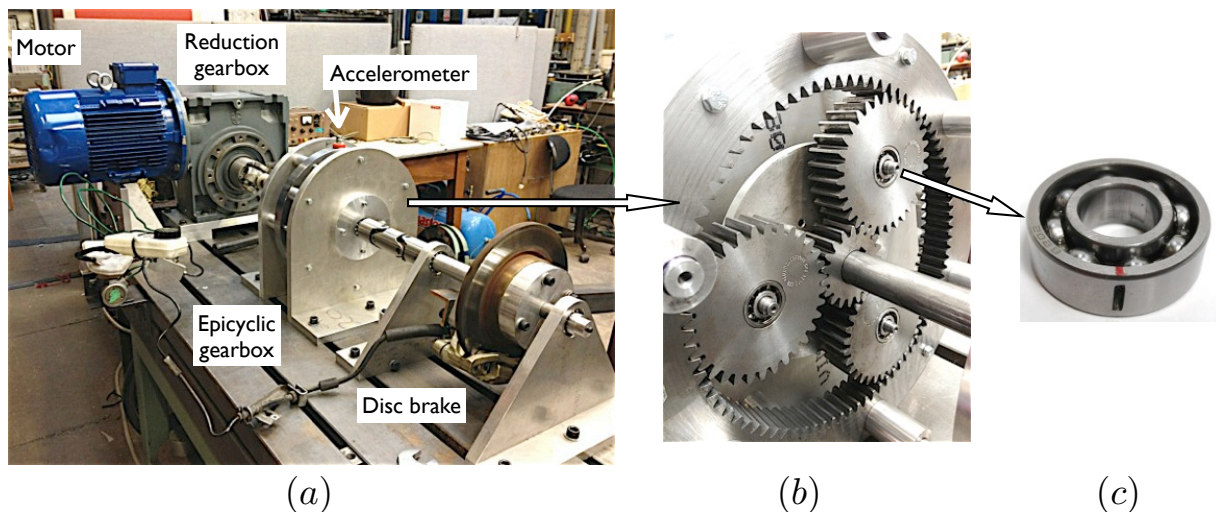 Motor
Reduction
gearbox
Accelerometer
Epicyclic
gearbox
Disc brake
(a)
(b)
(c)